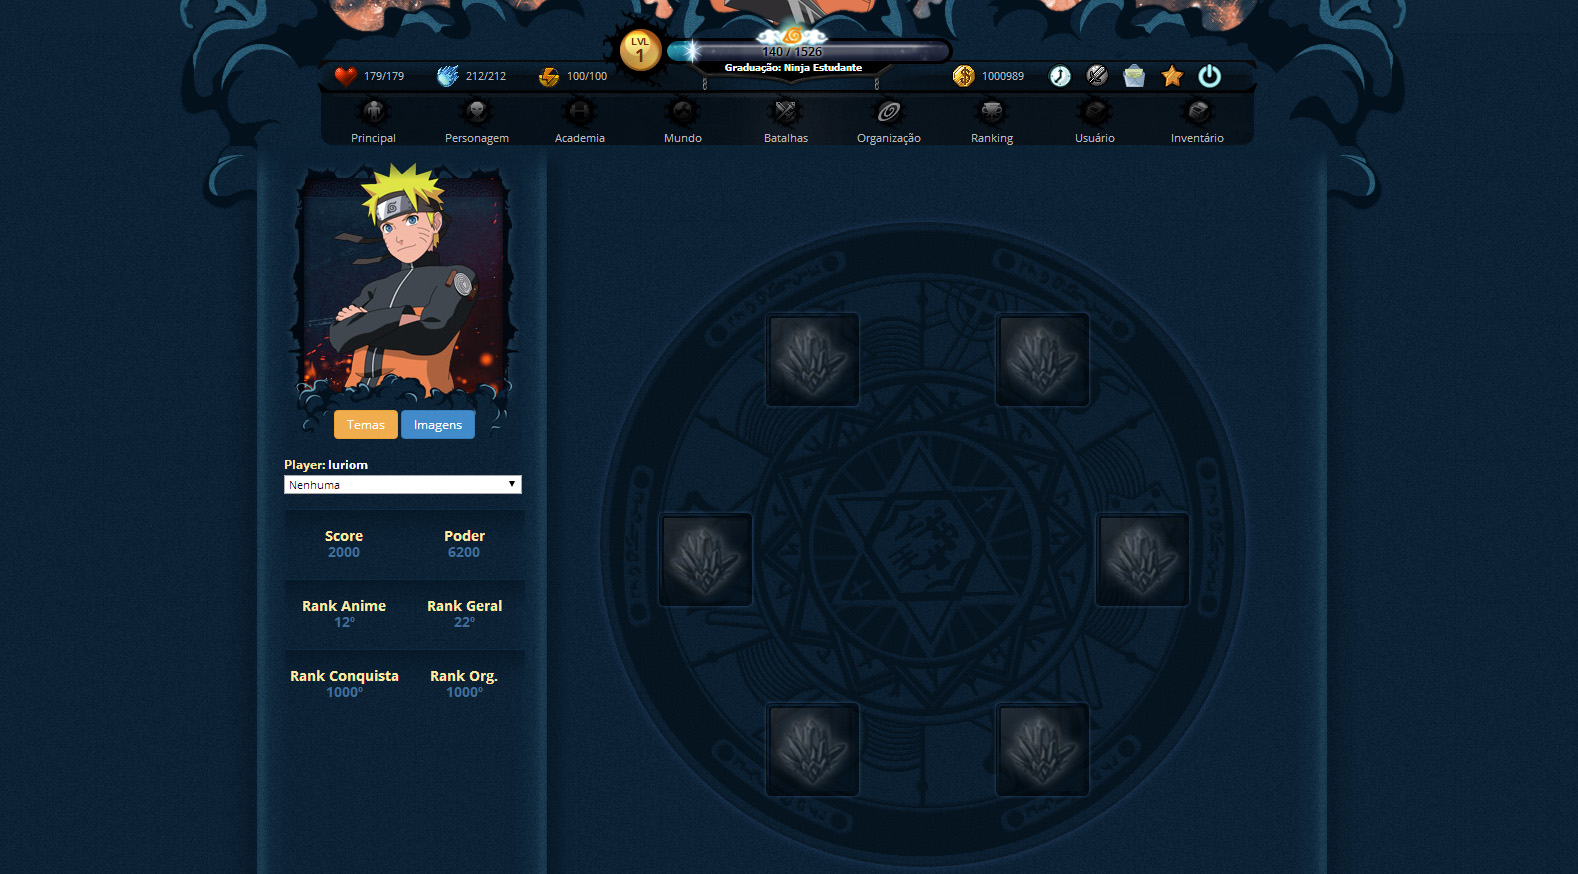 LVL
1
140 / 1526
Graduação: Ninja Estudante
179/179
212/212
100/100
1000989
Principal
Personagem
Academia
Mundo
Batalhas
Organização
Ranking
Usuário
Inventário
Temas
Imagens
Player: luriom
Nenhuma
Score
2000
Poder
6200
Rank Anime
12º
Rank Geral
22º
Rank Conquista
1000º
Rank Org.
1000º